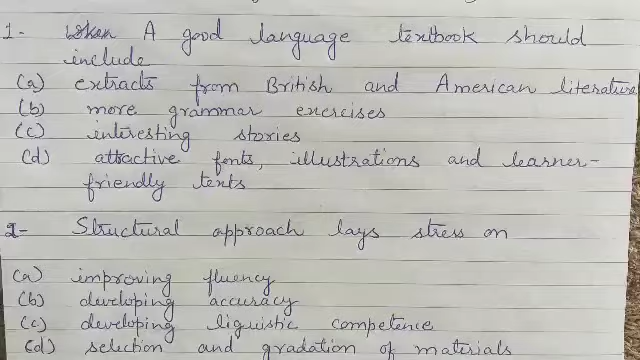 1- When A good language textbook should
include
(a) extracts from British and American literature
(b) more grammar exercises
(c) interesting stories
(d) attractive fonts, illustrations and learner-
friendly texts
2- Structural approach lays stress on
(a) improving fluency
(b) developing accuracy
(c) developing liguistic competence
(d) selection and gradation of materials